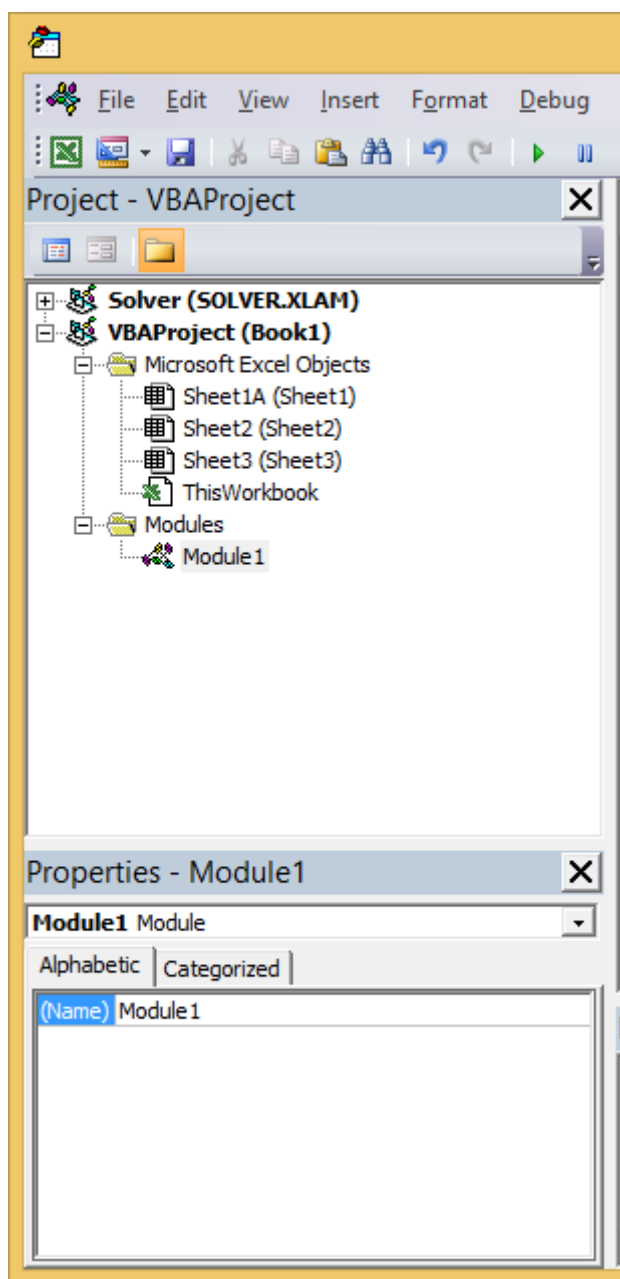 File Edit View Insert Format Debug
Project - VBAProject
Solver (SOLVER.XLAM)
VBAProject (Book1)
Microsoft Excel Objects
Sheet1A (Sheet1)
Sheet2 (Sheet2)
Sheet3 (Sheet3)
ThisWorkbook
Modules
Module1
Properties - Module1
Module1 Module
Alphabetic Categorized
(Name) Module1